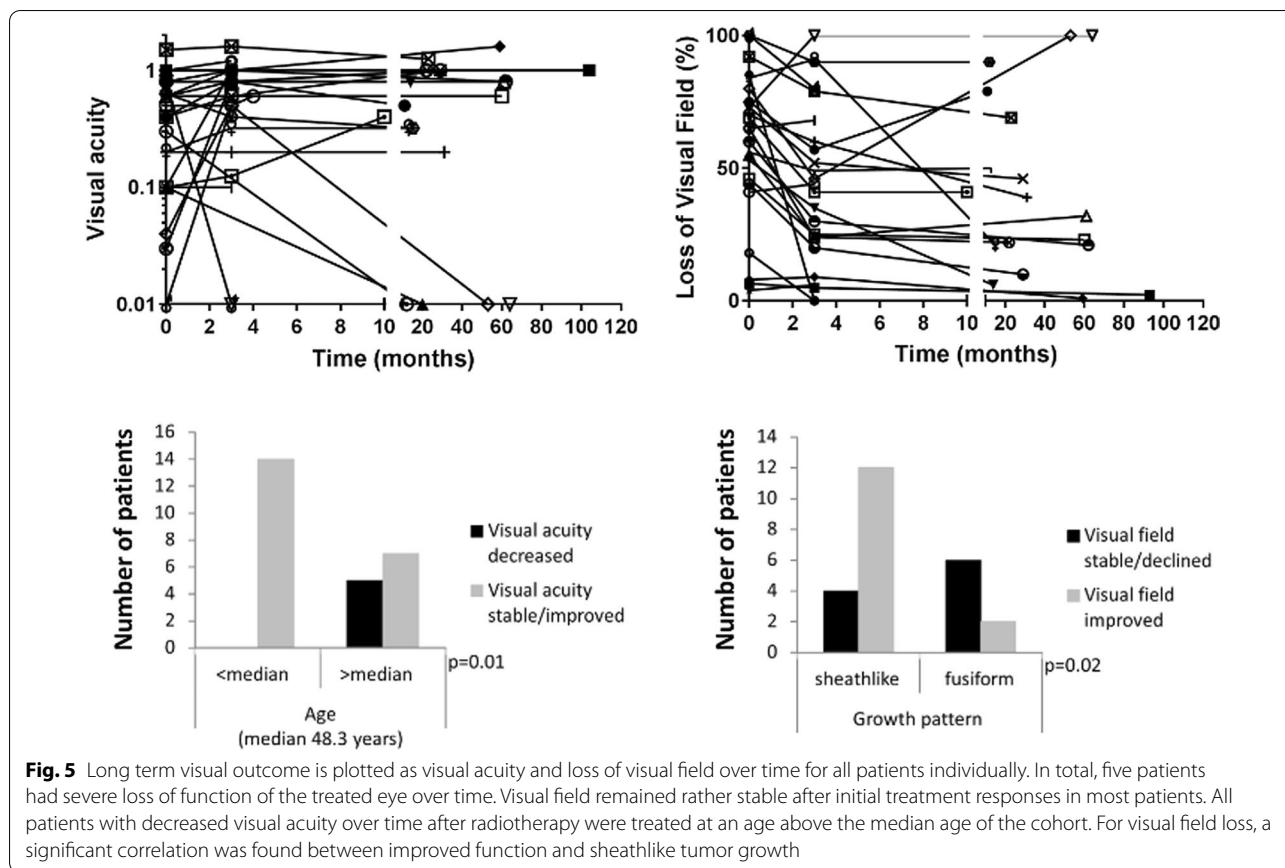 Visual acuity
1
0.1
0.01
0 2 4 6 8 10 20 40 60 80 100 120
Time (months)
Loss of Visual Field (%)
100
50
0
0 2 4 6 8 10 20 40 60 80 100 120
Time (months)
Number of patients
16
14
12
10
8
6
4
2
0
<median >median
Age
(median 48.3 years)
Visual acuity
decreased
Visual acuity
stable/improved
p=0.01
Number of patients
14
12
10
8
6
4
2
0
sheathlike fusiform
Growth pattern
Visual field
stable/declined
Visual field
improved
p=0.02
Fig. 5 Long term visual outcome is plotted as visual acuity and loss of visual field over time for all patients individually. In total, five patients
had severe loss of function of the treated eye over time. Visual field remained rather stable after initial treatment responses in most patients. All
patients with decreased visual acuity over time after radiotherapy were treated at an age above the median age of the cohort. For visual field loss, a
significant correlation was found between improved function and sheathlike tumor growth